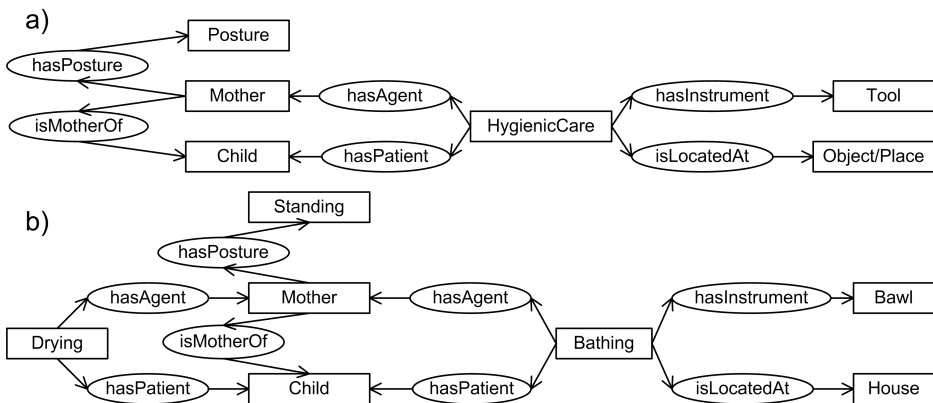 a)
Posture
hasPosture
Mother
hasAgent
hasInstrument
Tool
isMotherOf
HygienicCare
Child
hasPatient
isLocatedAt
Object/Place
b)
Standing
hasPosture
hasAgent
Mother
hasAgent
hasInstrument
Bawl
Drying
isMotherOf
Bathing
hasPatient
Child
hasPatient
isLocatedAt
House